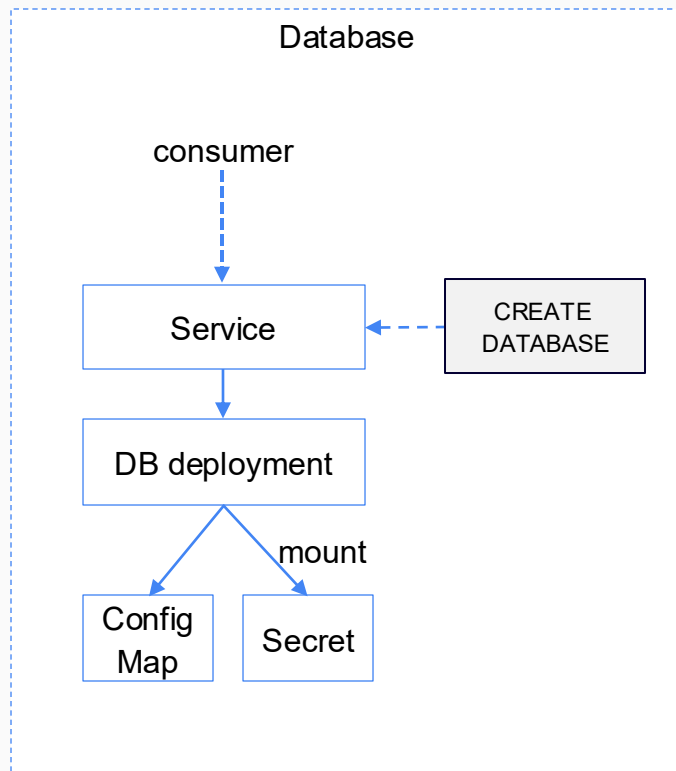 Database
consumer
Service
CREATE
DATABASE
DB deployment
mount
Config
Map
Secret